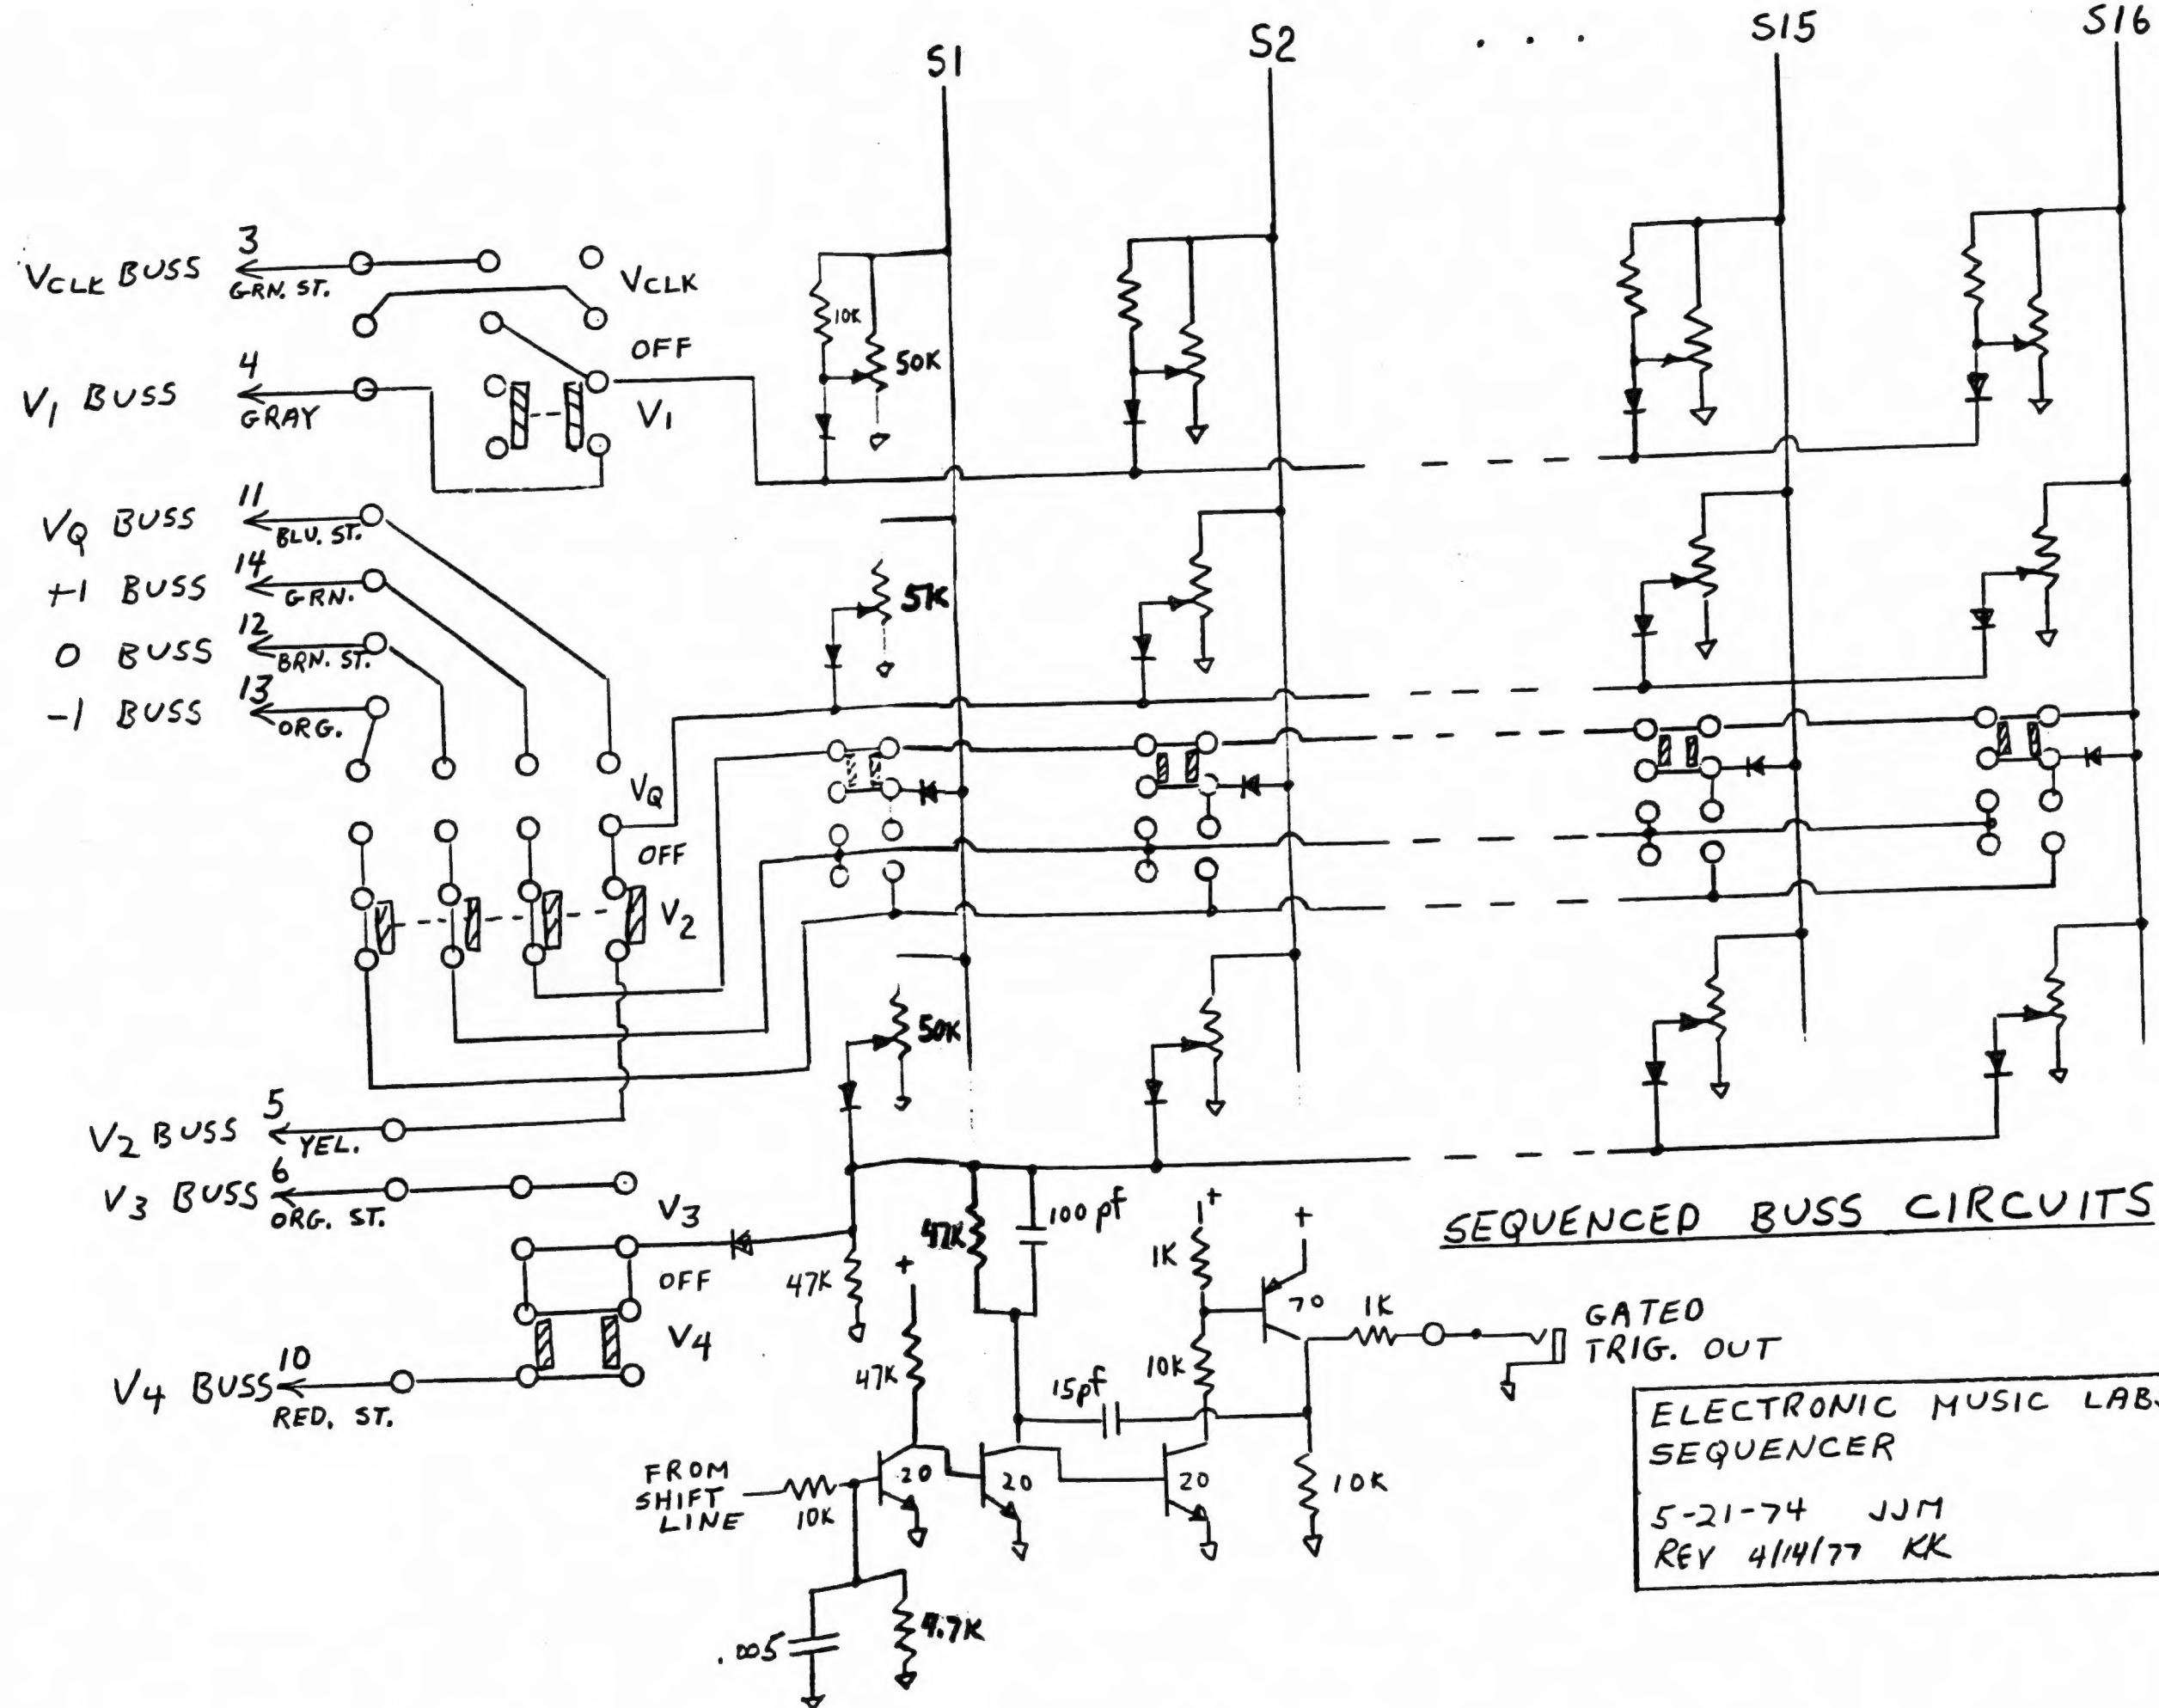 S1
S2
. . .
S15
S16
VCLK BUSS
3
GRN. ST.
VCLK
10K
50K
OFF
V1 BUSS
4
GRAY
V1
VQ BUSS
11
BLU. ST.
+1 BUSS
14
GRN.
0 BUSS
12
BRN. ST.
-1 BUSS
13
ORG.
5K
VQ
OFF
V2
50K
V2 BUSS
5
YEL.
V3 BUSS
6
ORG. ST.
V3
OFF
V4
V4 BUSS
10
RED. ST.
47K
47K
100 pf
+
47K
+
1K
+
70
1K
10K
15pf
GATED
TRIG. OUT
SEQUENCED BUSS CIRCUITS
FROM
SHIFT
LINE
10K
20
20
20
10K
.005
4.7K
ELECTRONIC MUSIC LABS
SEQUENCER
5-21-74 JJM
REV 4/14/77 KK